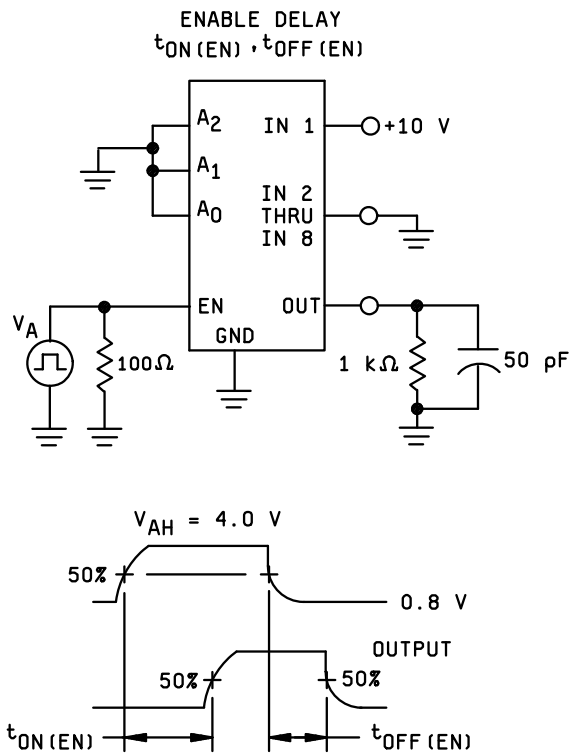 ENABLE DELAY
tON(EN) , tOFF(EN)
A2
IN 1
+10 V
A1
IN 2
THRU
IN 8
A0
EN
OUT
GND
VA
100Ω
1 kΩ
50 pF
VAH = 4.0 V
50%
0.8 V
OUTPUT
50%
50%
tON(EN)
tOFF(EN)